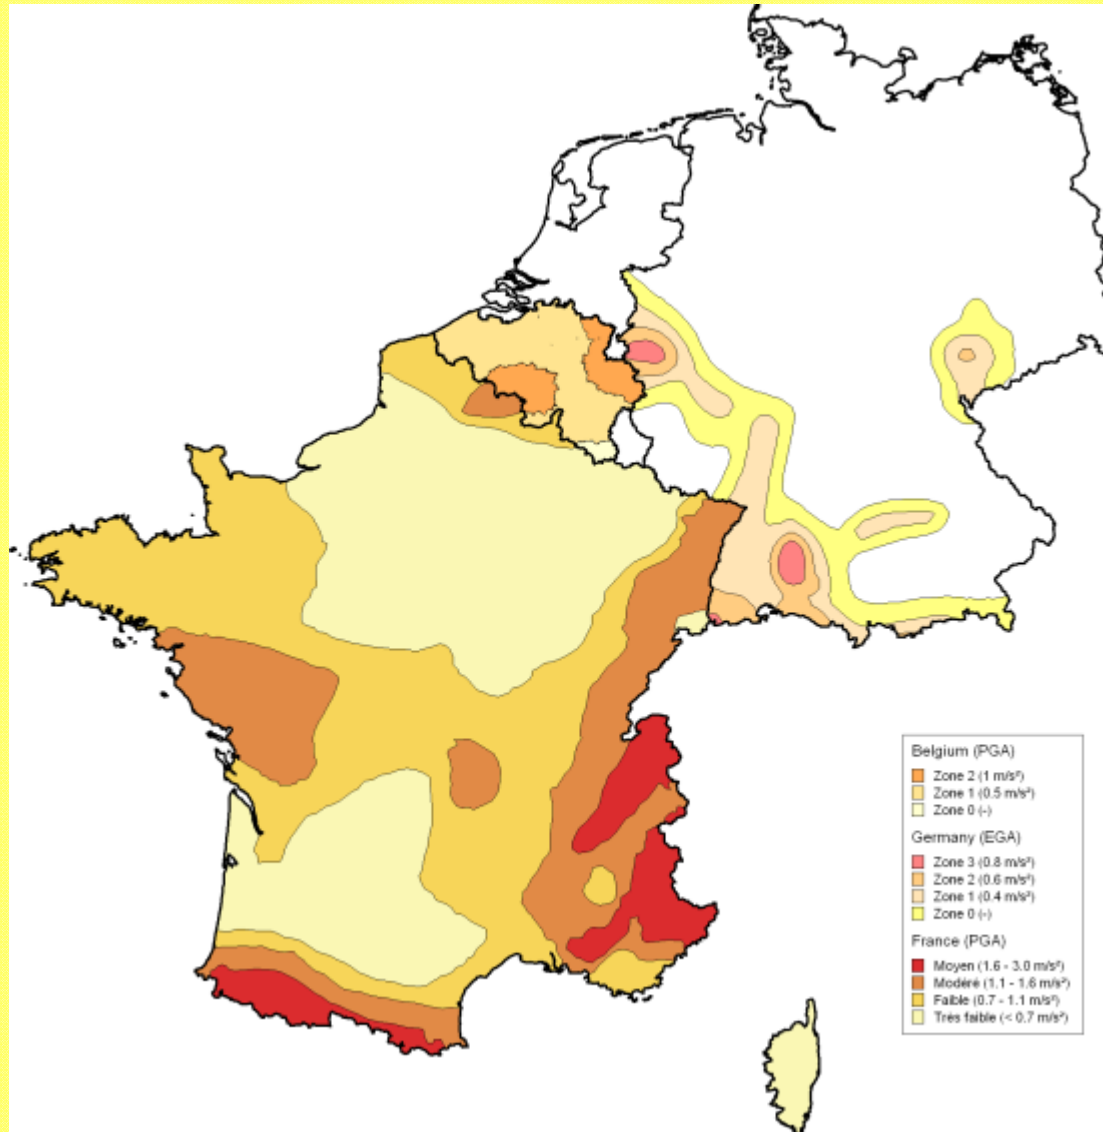 Belgium (PGA)
Zone 2 (1 m/s²)
Zone 1 (0.5 m/s²)
Zone 0 (-)
Germany (EGA)
Zone 3 (0.8 m/s²)
Zone 2 (0.6 m/s²)
Zone 1 (0.4 m/s²)
Zone 0 (-)
France (PGA)
Moyen (1.6 - 3.0 m/s²)
Modéré (1.1 - 1.6 m/s²)
Faible (0.7 - 1.1 m/s²)
Trés faible (< 0.7 m/s²)